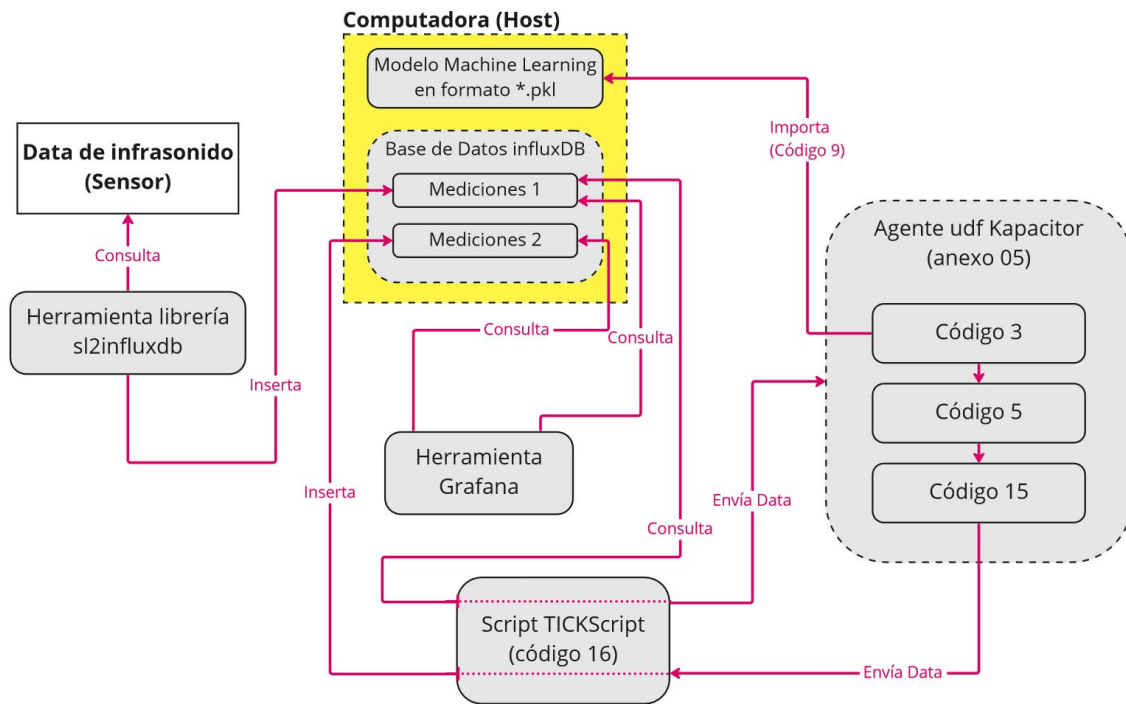 Computadora (Host)
Modelo Machine Learning
en formato *.pkl
Importa
(Código 9)
Data de infrasonido
(Sensor)
Base de Datos influxDB
Mediciones 1
Mediciones 2
Consulta
Herramienta librería
sl2influxdb
Agente udf Kapacitor
(anexo 05)
Código 3
Código 5
Código 15
Consulta
Consulta
Inserta
Herramienta
Grafana
Inserta
Envía Data
Consulta
Script TICKScript
(código 16)
Envía Data